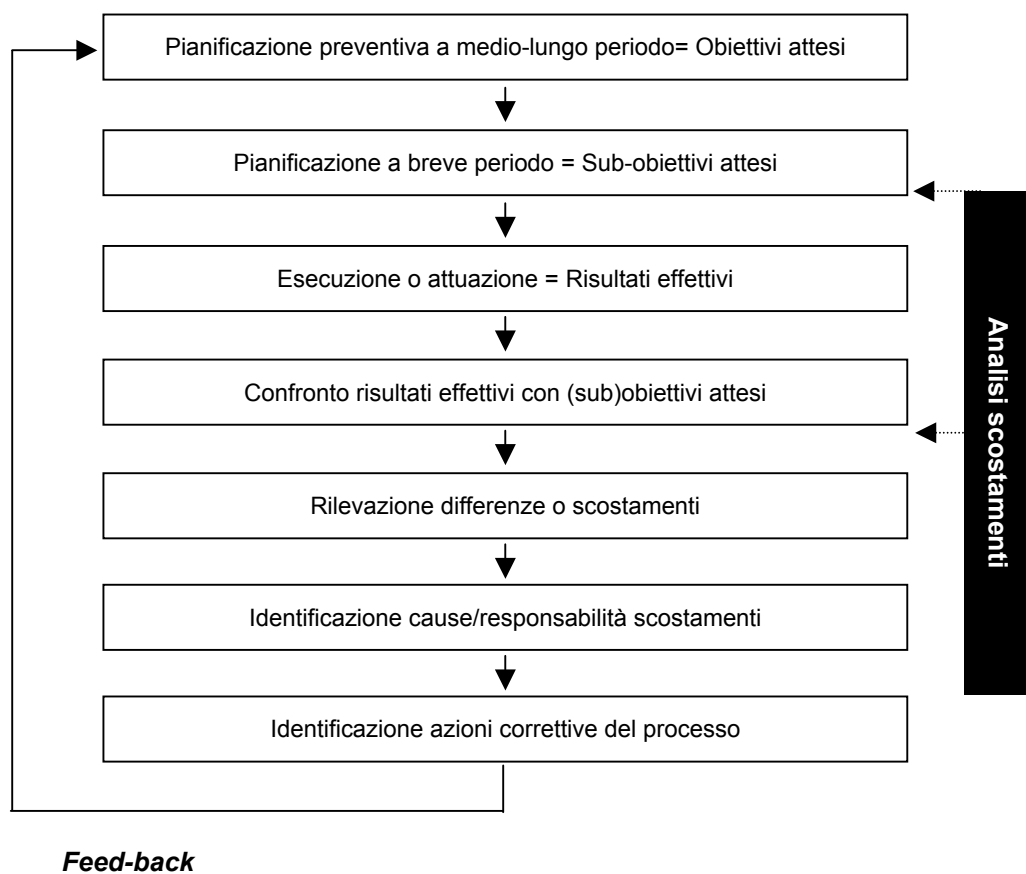 Pianificazione preventiva a medio-lungo periodo= Obiettivi attesi
Pianificazione a breve periodo = Sub-obiettivi attesi
Esecuzione o attuazione = Risultati effettivi
Confronto risultati effettivi con (sub)obiettivi attesi
Rilevazione differenze o scostamenti
Identificazione cause/responsabilità scostamenti
Identificazione azioni correttive del processo
Analisi scostamenti
Feed-back